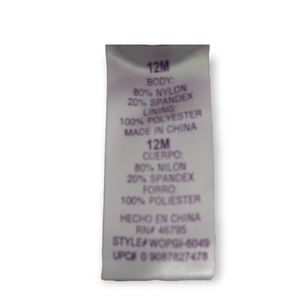 12M
BODY:
80% NYLON
20% SPANDEX
LINING:
100% POLYESTER
MADE IN CHINA
12M
CUERPO:
80% NILON
20% SPANDEX
FORRO:
100% POLIESTER
HECHO EN CHINA
RN# 46795
STYLE# WOPGI-6049
UPC# 0 9087827478